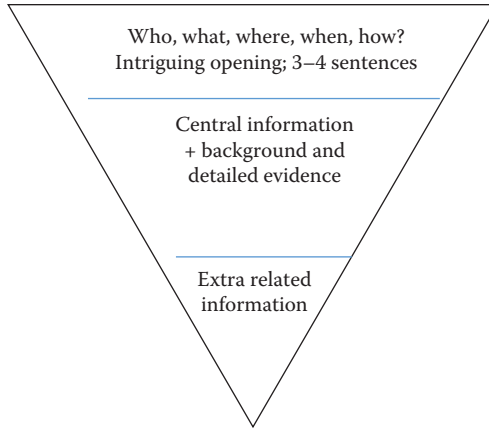 Who, what, where, when, how?
Intriguing opening; 3–4 sentences
Central information
+ background and
detailed evidence
Extra related
information